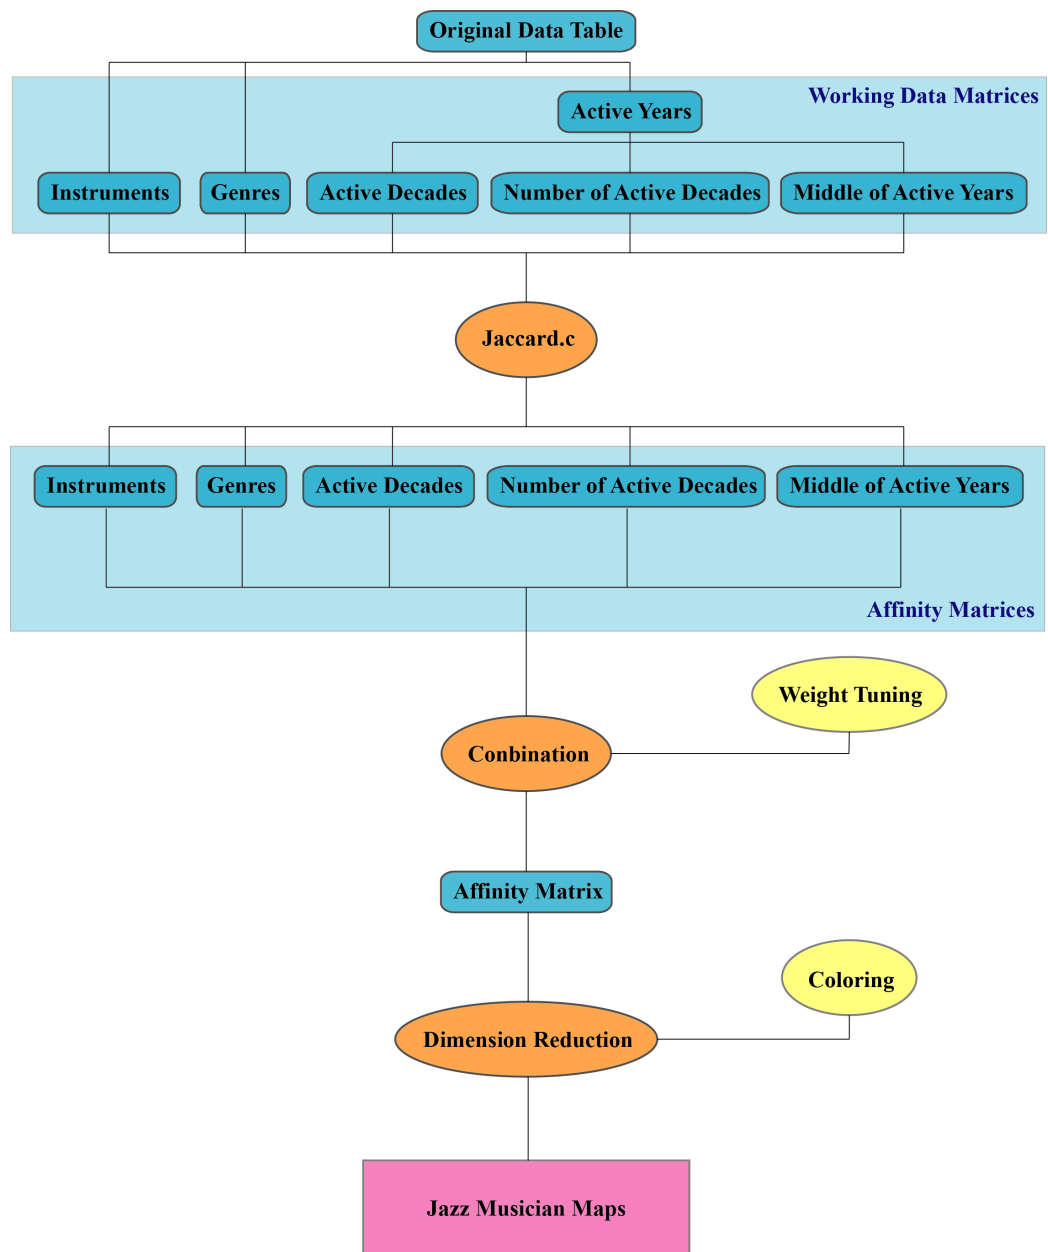 Original Data Table
Working Data Matrices
Active Years
Instruments
Genres
Active Decades
Number of Active Decades
Middle of Active Years
Jaccard.c
Instruments
Genres
Active Decades
Number of Active Decades
Middle of Active Years
Affinity Matrices
Weight Tuning
Conbination
Affinity Matrix
Coloring
Dimension Reduction
Jazz Musician Maps